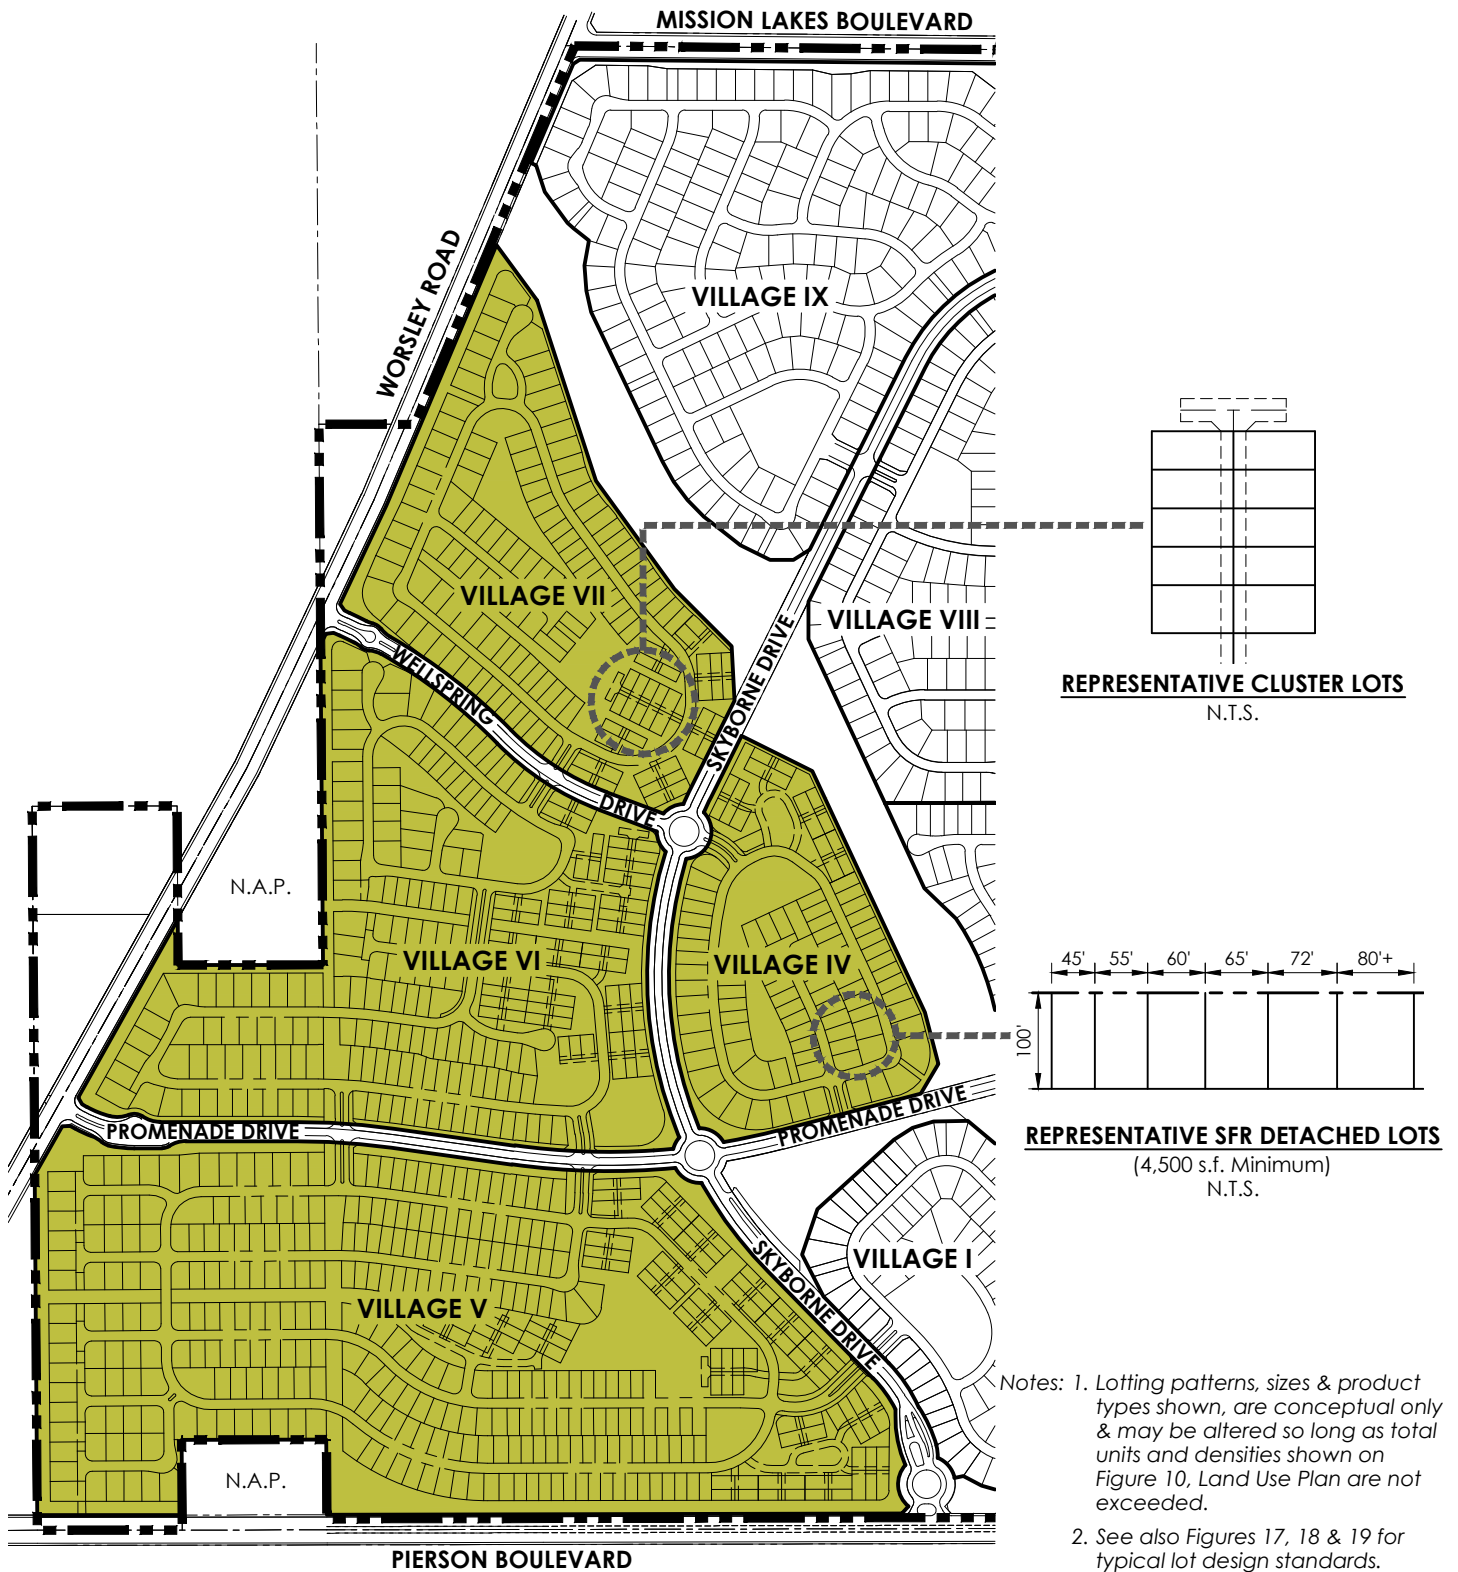 MISSION LAKES BOULEVARD
WORSLEY ROAD
VILLAGE IX
VILLAGE VII
VILLAGE VIII
WELLSPRING
DRIVE
SKYBORNE DRIVE
REPRESENTATIVE CLUSTER LOTS
N.T.S.
N.A.P.
VILLAGE VI
VILLAGE IV
45' 55' 60' 65' 72' 80'+
100'
PROMENADE DRIVE
PROMENADE DRIVE
REPRESENTATIVE SFR DETACHED LOTS
(4,500 s.f. Minimum)
N.T.S.
VILLAGE I
SKYBORNE DRIVE
VILLAGE V
N.A.P.
PIERSON BOULEVARD
Notes: 1. Lotting patterns, sizes & product
types shown, are conceptual only
& may be altered so long as total
units and densities shown on
Figure 10, Land Use Plan are not
exceeded.
2. See also Figures 17, 18 & 19 for
typical lot design standards.